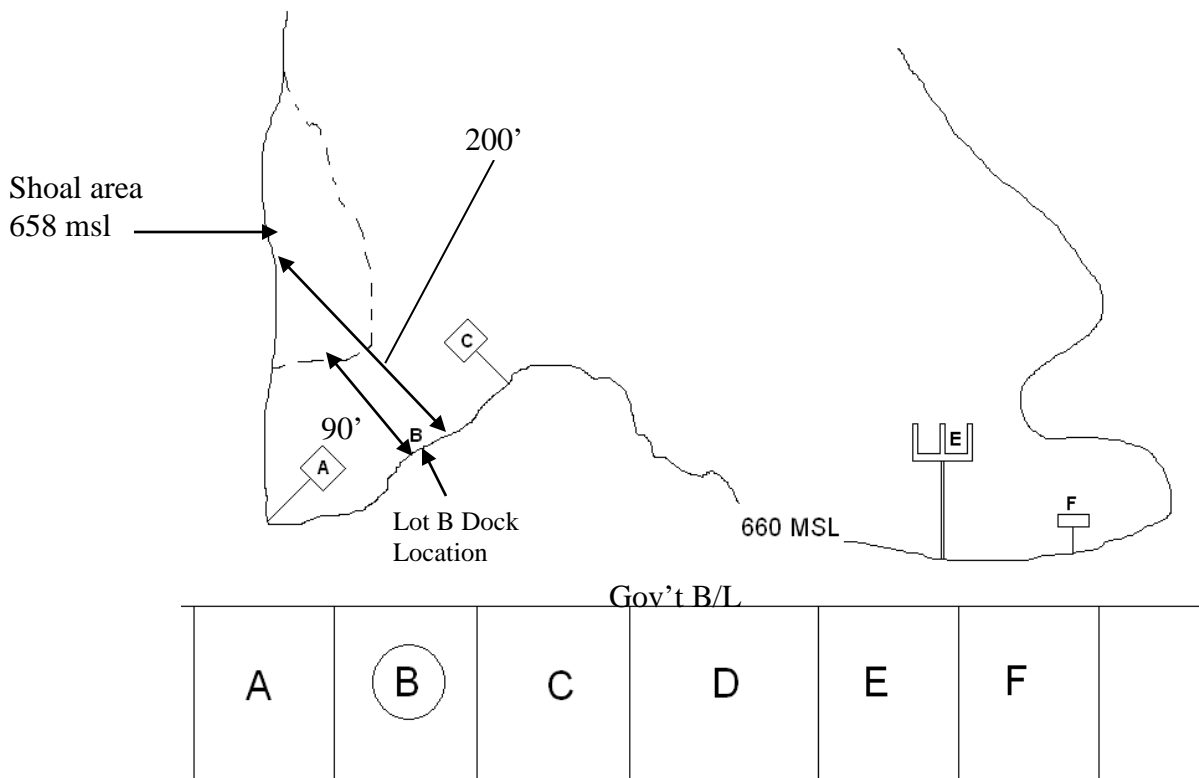 200’
Shoal area
658 msl
C
90’
B
A
E
F
Lot B Dock
Location
660 MSL
Gov’t B/L
A
B
C
D
E
F